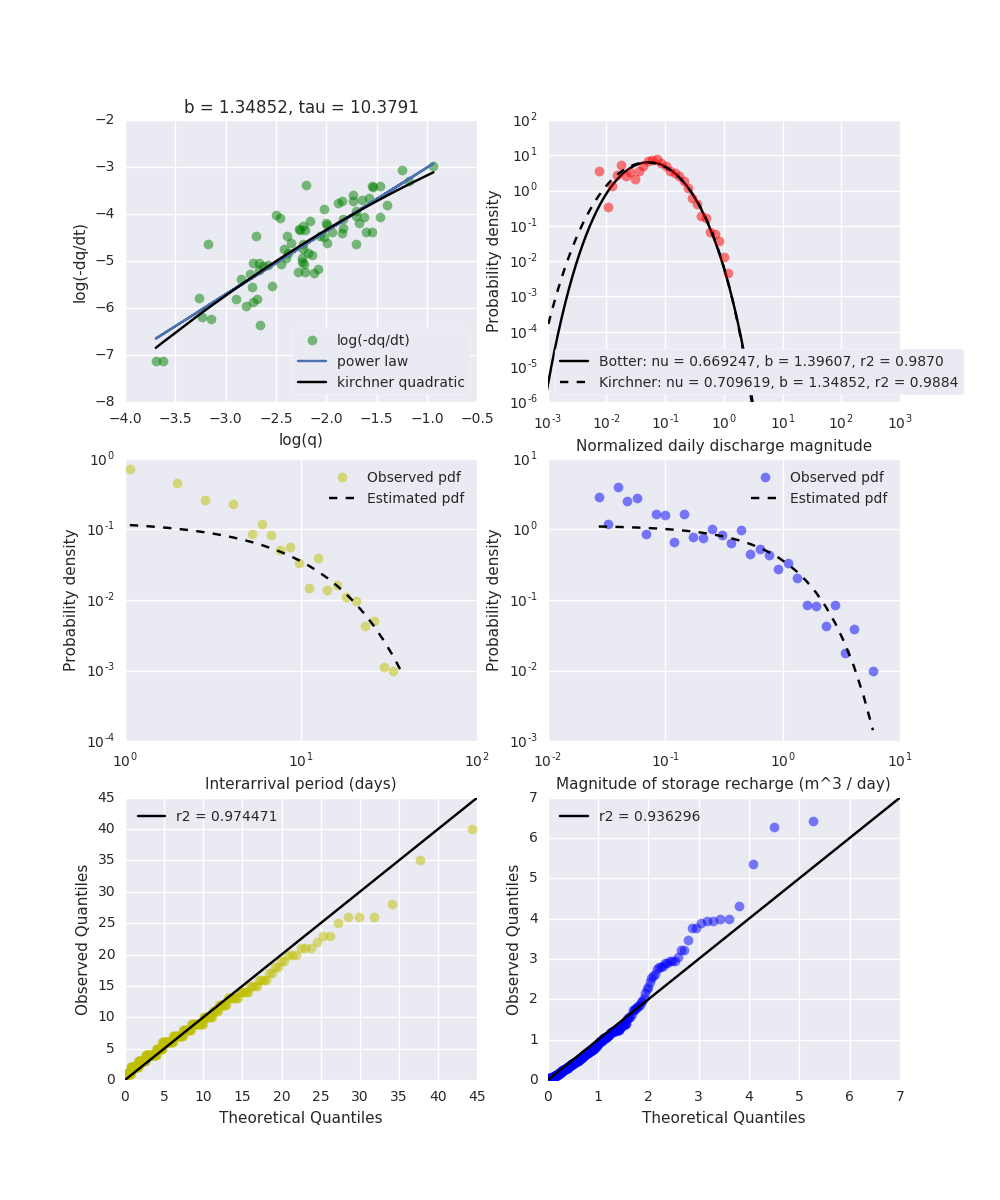 b = 1.34852, tau = 10.3791
−2
−3
−4
−5
−6
−7
−8
log(-dq/dt)
log(-dq/dt)
power law
kirchner quadratic
−4.0 −3.5 −3.0 −2.5 −2.0 −1.5 −1.0 −0.5
log(q)
10^2
10^1
10^0
10^-1
10^-2
10^-3
10^-4
10^-5
10^-6
Probability density
Botter: nu = 0.669247, b = 1.39607, r2 = 0.9870
Kirchner: nu = 0.709619, b = 1.34852, r2 = 0.9884
10^-3 10^-2 10^-1 10^0 10^1 10^2 10^3
Normalized daily discharge magnitude
10^0
10^-1
10^-2
10^-3
10^-4
Probability density
Observed pdf
Estimated pdf
10^0 10^1 10^2
Interarrival period (days)
10^1
10^0
10^-1
10^-2
10^-3
Probability density
Observed pdf
Estimated pdf
10^-2 10^-1 10^0 10^1
Magnitude of storage recharge (m^3 / day)
45
40
35
30
25
20
15
10
5
0
Observed Quantiles
r2 = 0.974471
0 5 10 15 20 25 30 35 40 45
Theoretical Quantiles
7
6
5
4
3
2
1
0
Observed Quantiles
r2 = 0.936296
0 1 2 3 4 5 6 7
Theoretical Quantiles